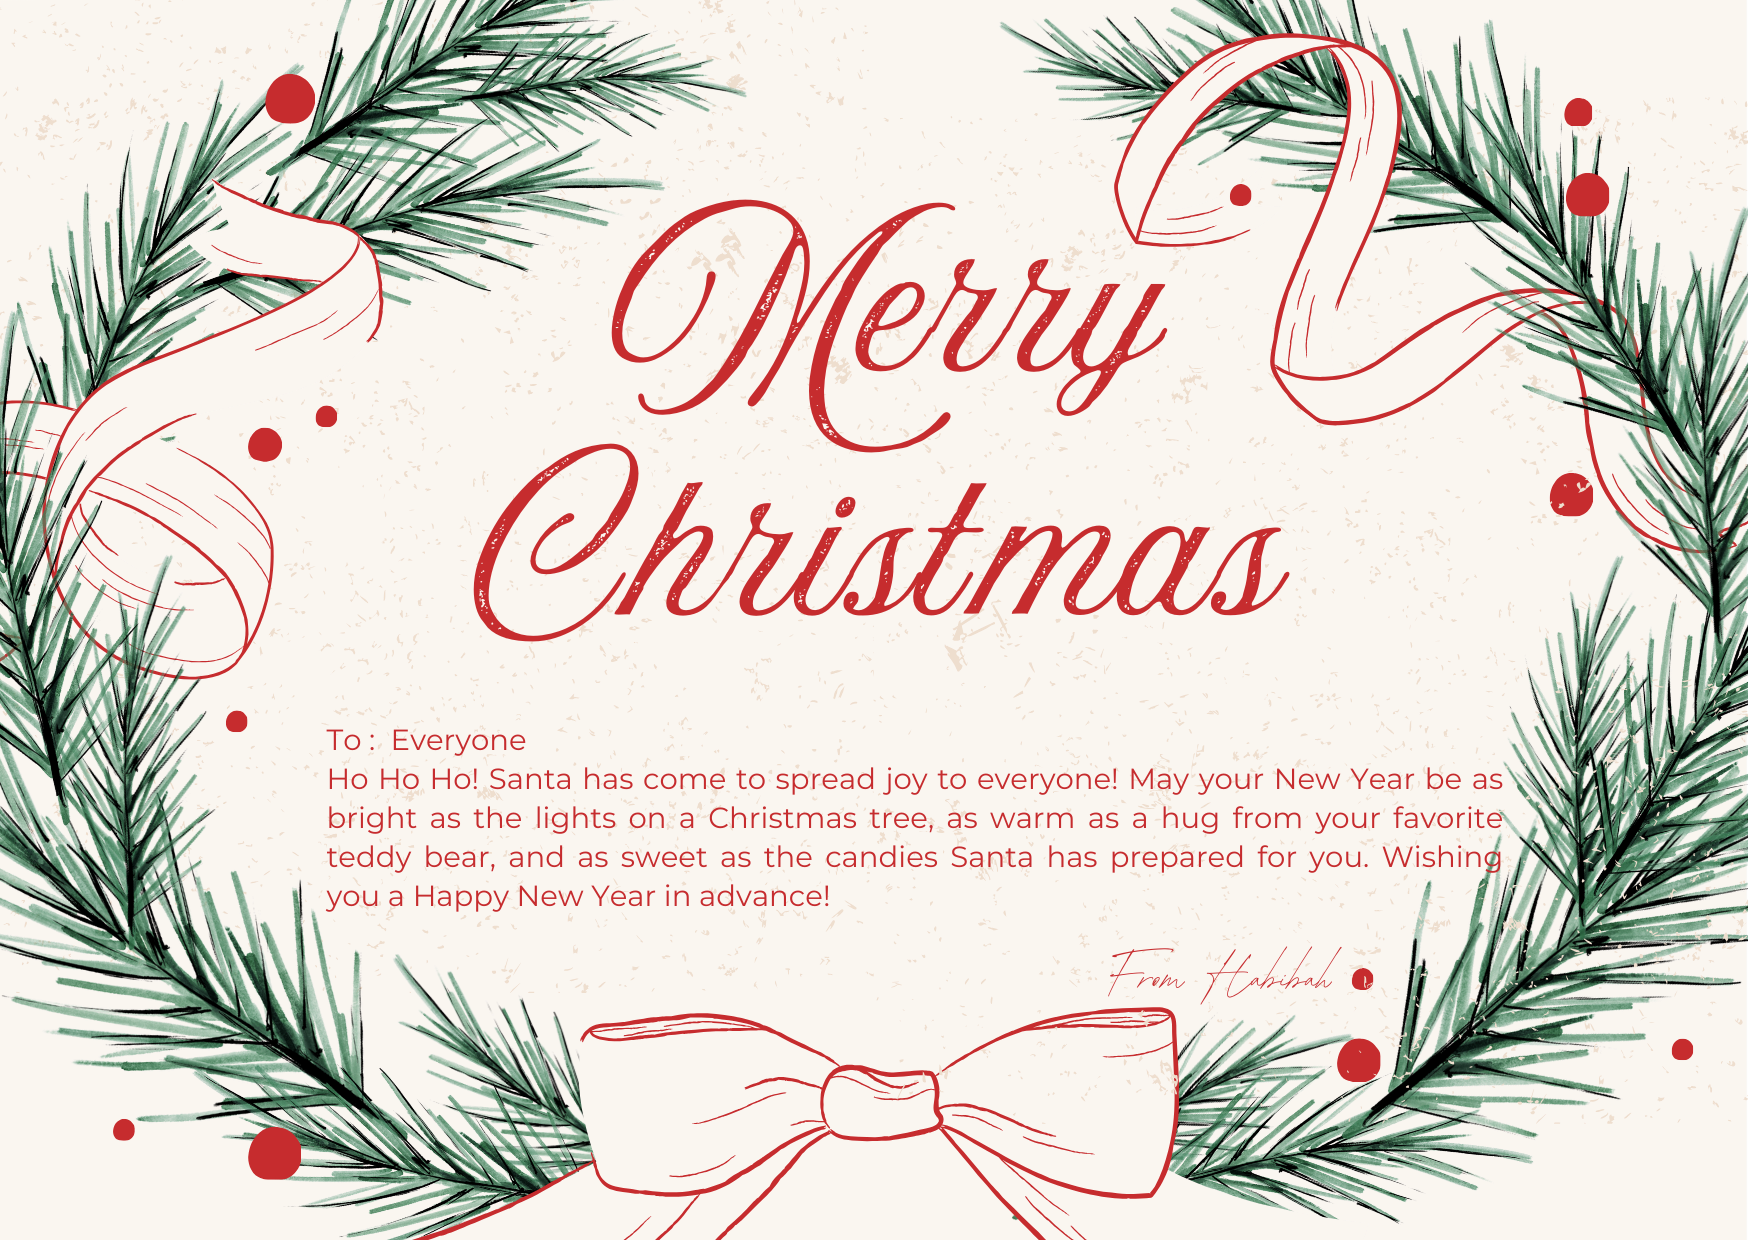 Merry
Christmas
To : Everyone
Ho Ho Ho! Santa has come to spread joy to everyone! May your New Year be as
bright as the lights on a Christmas tree, as warm as a hug from your favorite
teddy bear, and as sweet as the candies Santa has prepared for you. Wishing
you a Happy New Year in advance!
From Habibah